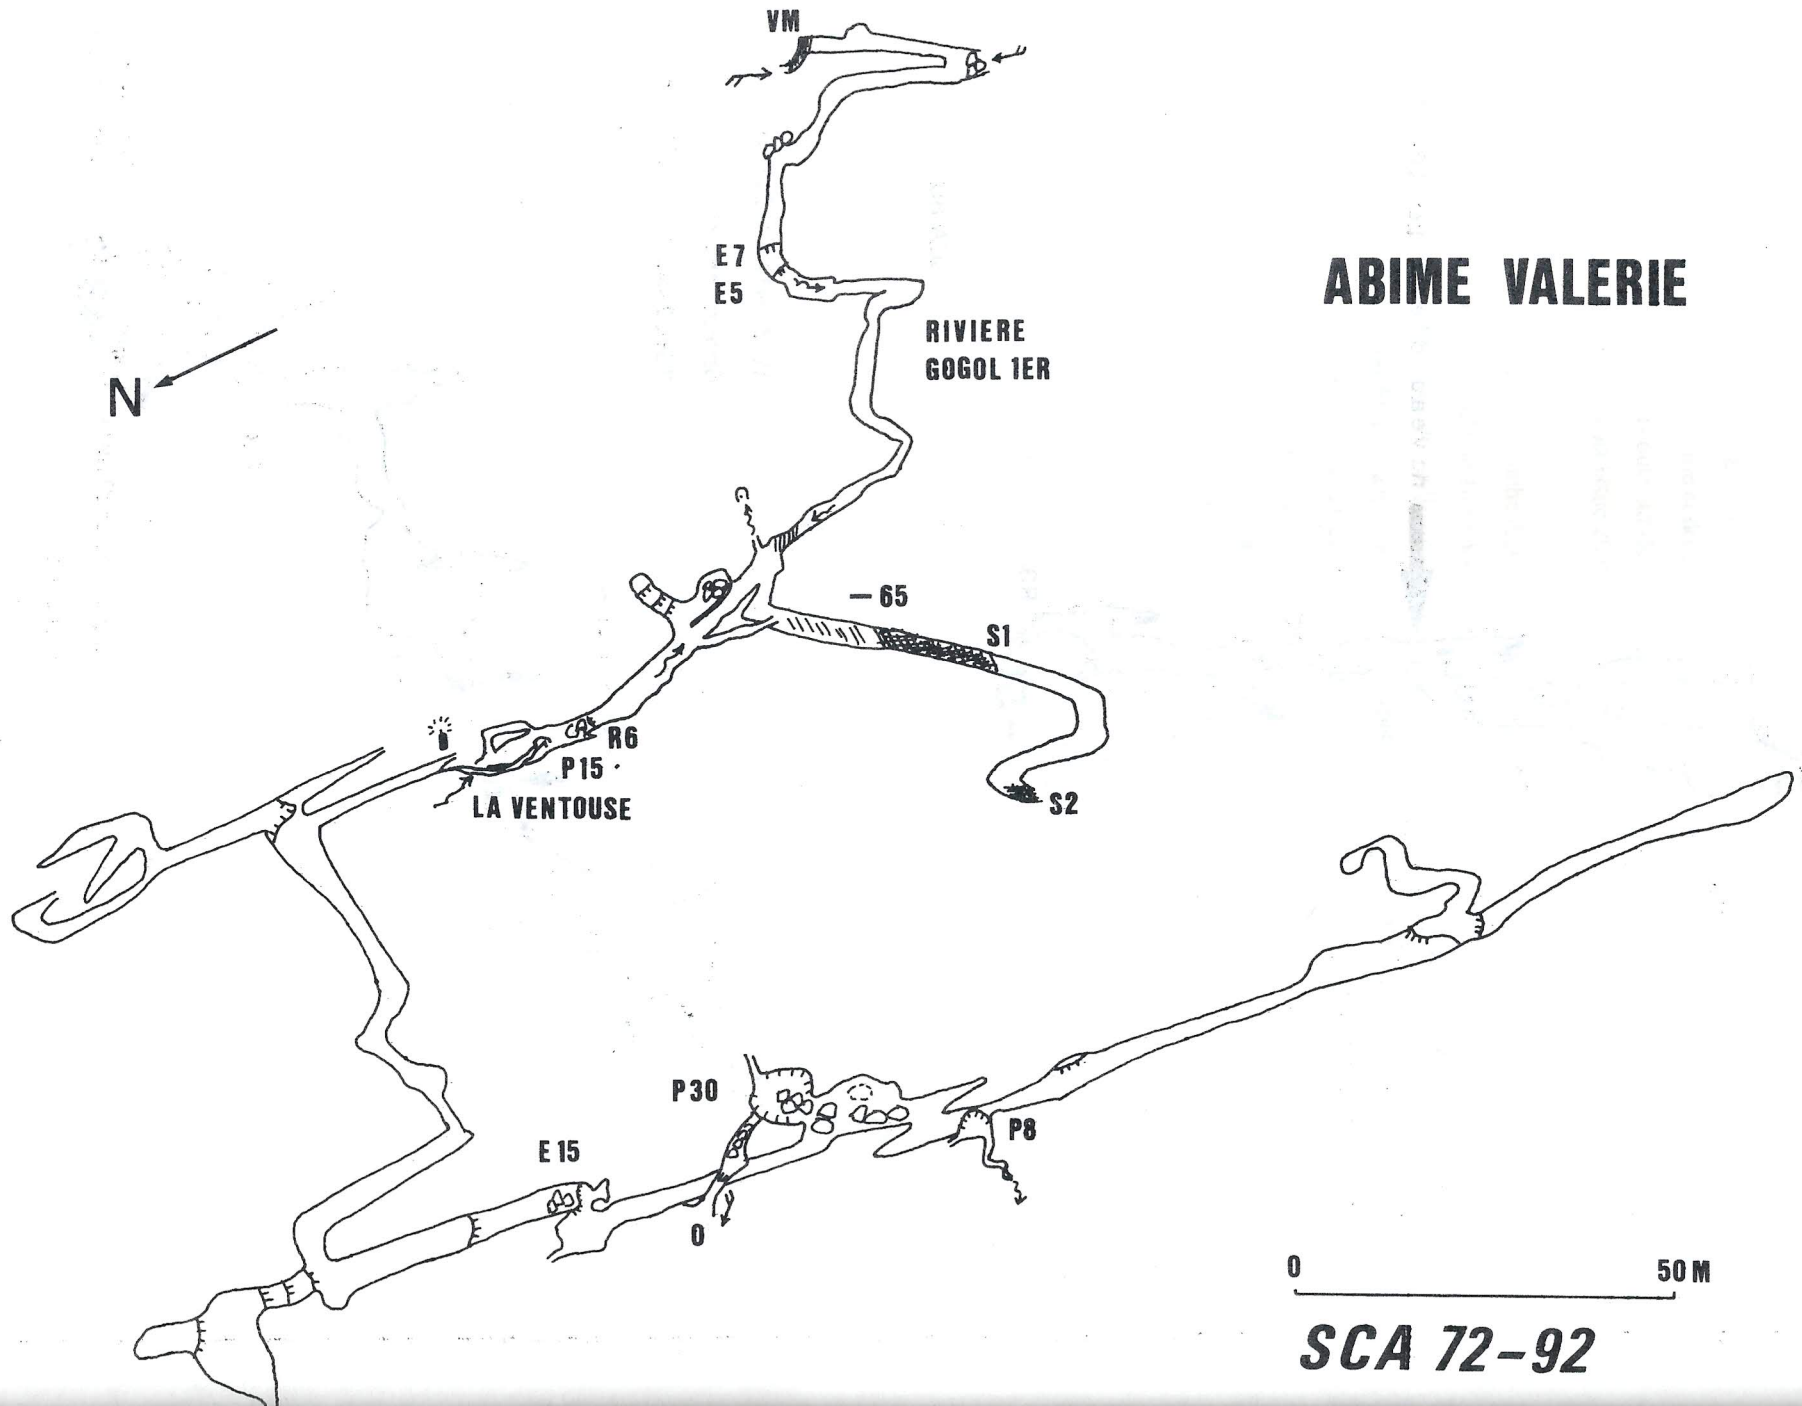 VM
E7
E5
ABIME VALERIE
RIVIERE
GOGOL 1ER
N
– 65
S1
R6
P15
LA VENTOUSE
S2
P30
P8
E 15
0
0 50 M
SCA 72–92